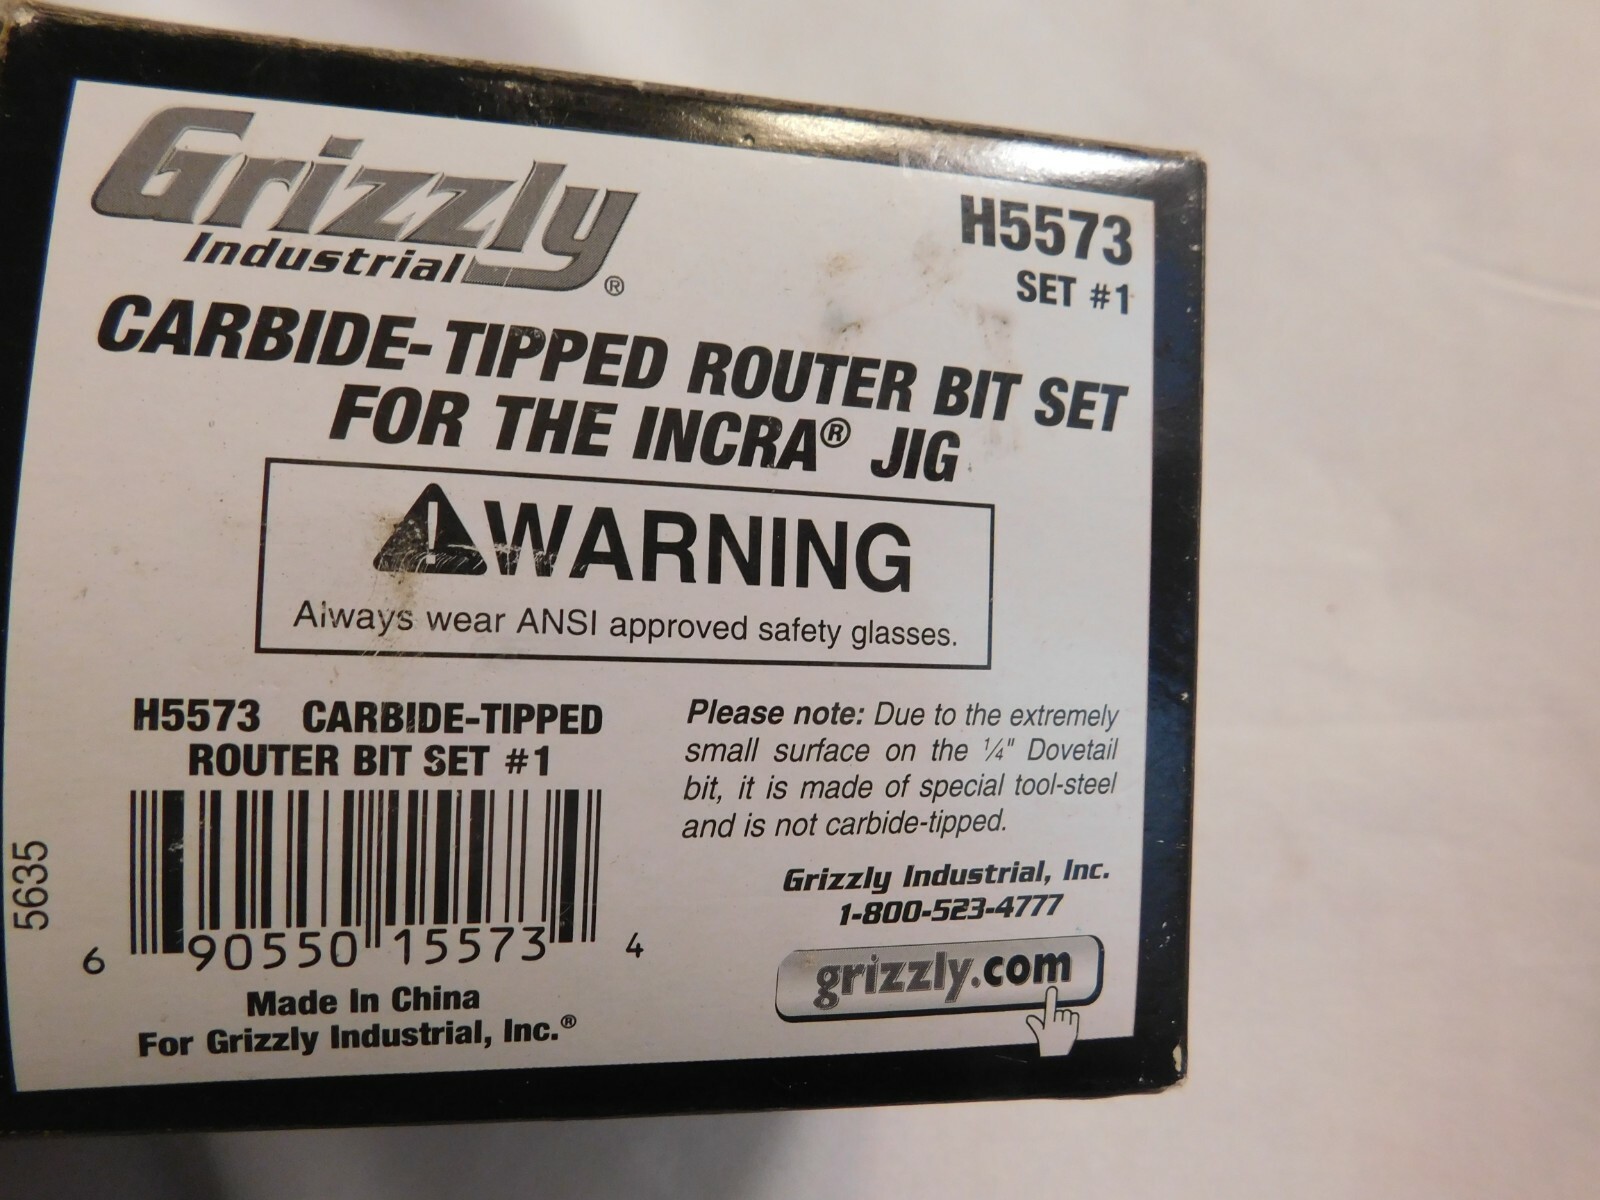 Grizzly
Industrial ®
H5573
SET #1
CARBIDE-TIPPED ROUTER BIT SET
FOR THE INCRA® JIG
WARNING
Always wear ANSI approved safety glasses.
H5573 CARBIDE-TIPPED
ROUTER BIT SET #1
5635
6 90550 15573 4
Made In China
For Grizzly Industrial, Inc.®
Please note: Due to the extremely
small surface on the ¼" Dovetail
bit, it is made of special tool-steel
and is not carbide-tipped.
Grizzly Industrial, Inc.
1-800-523-4777
grizzly.com